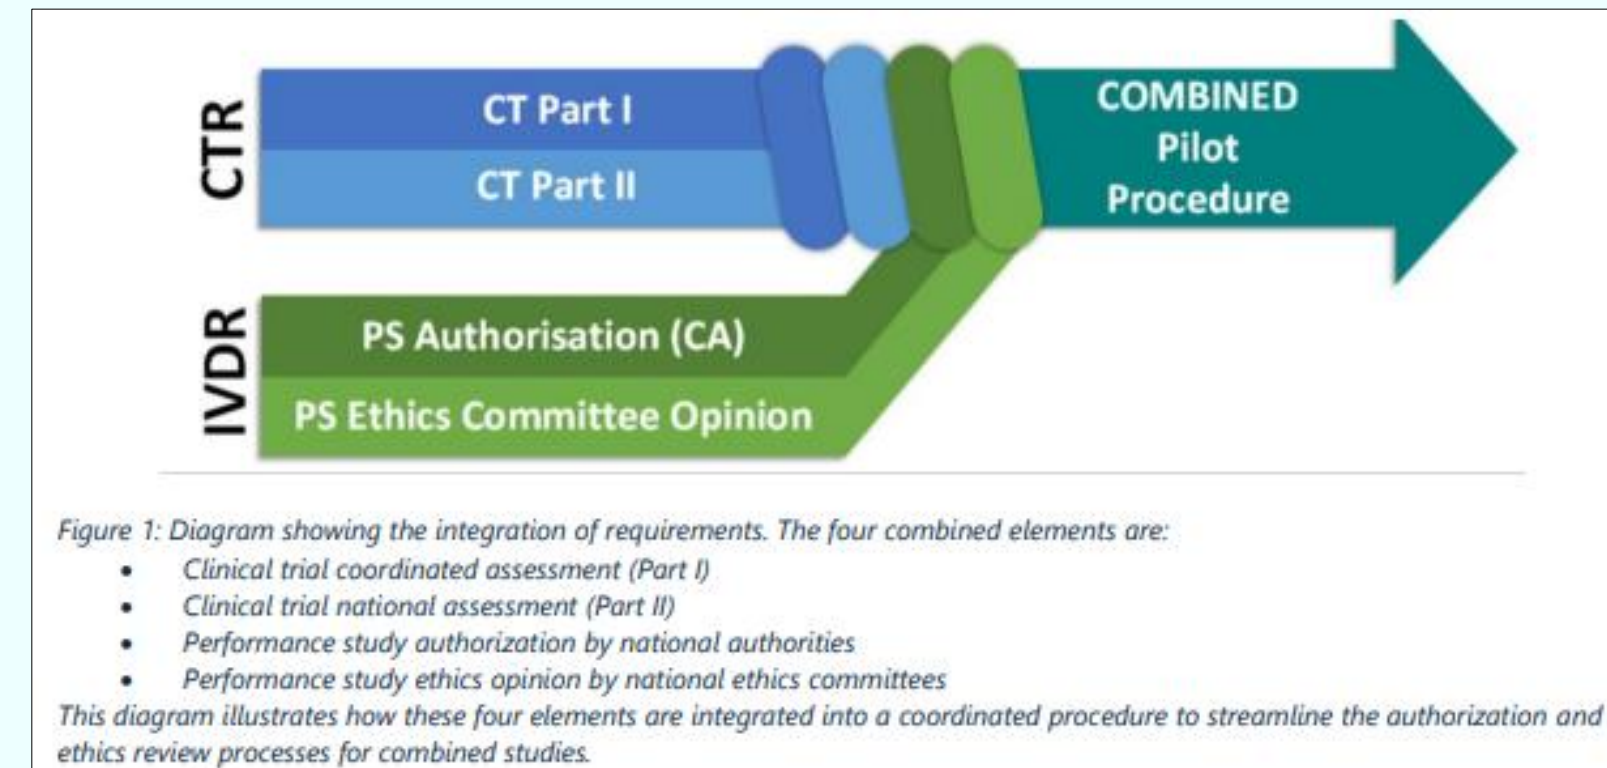 CTR
CT Part I
CT Part II
IVDR
PS Authorisation (CA)
PS Ethics Committee Opinion
COMBINED
Pilot
Procedure
Figure 1: Diagram showing the integration of requirements. The four combined elements are:
• Clinical trial coordinated assessment (Part I)
• Clinical trial national assessment (Part II)
• Performance study authorization by national authorities
• Performance study ethics opinion by national ethics committees
This diagram illustrates how these four elements are integrated into a coordinated procedure to streamline the authorization and
ethics review processes for combined studies.